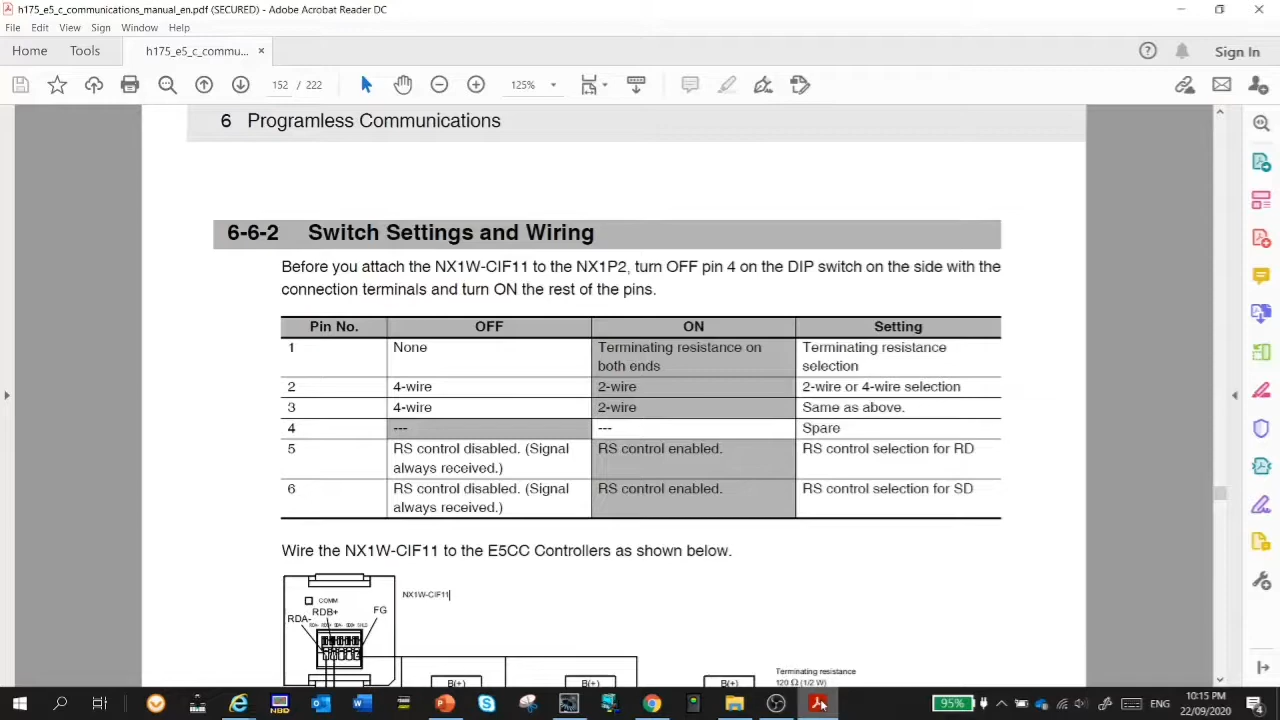 h175_e5_c_communications_manual_en.pdf (SECURED) - Adobe Acrobat Reader DC
File Edit View Sign Window Help
Home Tools h175_e5_c_commu... × Sign In
152 / 222 125%
6 Programless Communications
6-6-2 Switch Settings and Wiring
Before you attach the NX1W-CIF11 to the NX1P2, turn OFF pin 4 on the DIP switch on the side with the
connection terminals and turn ON the rest of the pins.
Pin No. OFF ON Setting
1 None Terminating resistance on Terminating resistance
both ends selection
2 4-wire 2-wire 2-wire or 4-wire selection
3 4-wire 2-wire Same as above.
4 --- --- Spare
5 RS control disabled. (Signal RS control enabled. RS control selection for RD
always received.)
6 RS control disabled. (Signal RS control enabled. RS control selection for SD
always received.)
Wire the NX1W-CIF11 to the E5CC Controllers as shown below.
NX1W-CIF11
COMM
RDB+ FG
RDA-
Terminating resistance
B(+) B(+) B(+) 120 Ω (1/2 W)
95% ENG 10:15 PM
22/09/2020